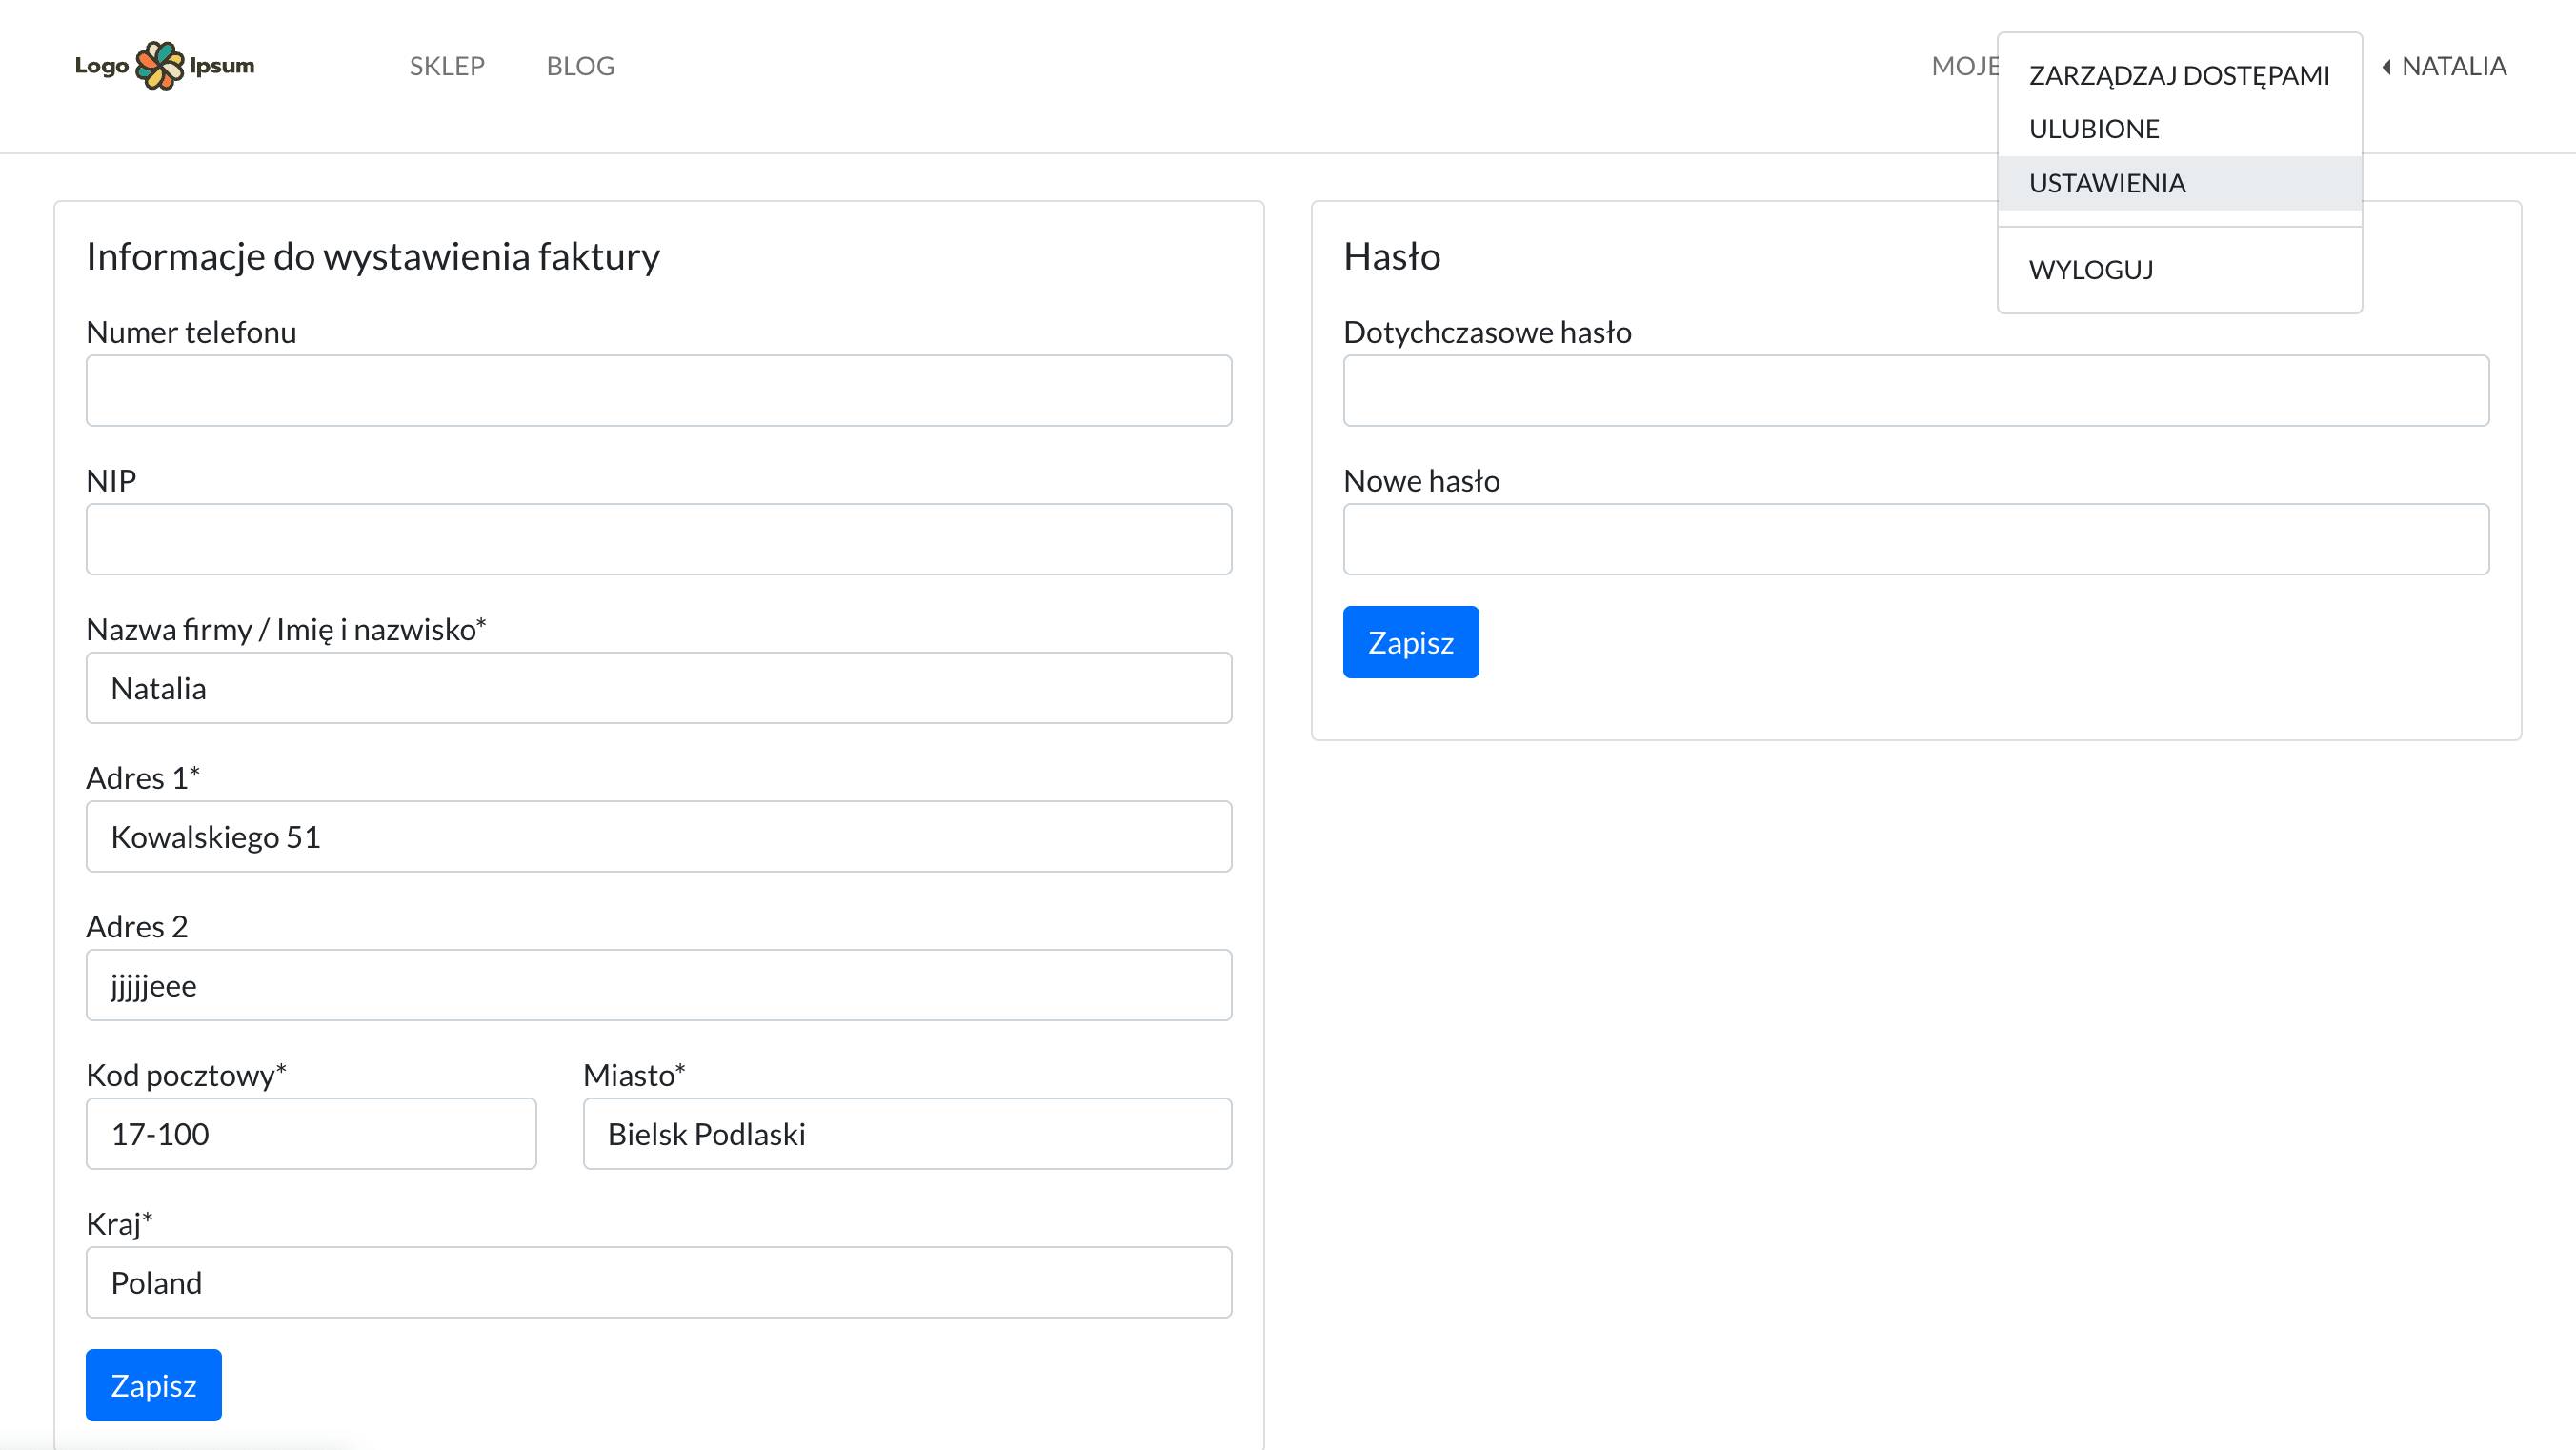 Logo Ipsum
SKLEP
BLOG
MOJE
NATALIA
ZARZĄDZAJ DOSTĘPAMI
ULUBIONE
USTAWIENIA
WYLOGUJ
Informacje do wystawienia faktury
Numer telefonu
NIP
Nazwa firmy / Imię i nazwisko*
Natalia
Adres 1*
Kowalskiego 51
Adres 2
jjjjjeee
Kod pocztowy*
Miasto*
17-100
Bielsk Podlaski
Kraj*
Poland
Zapisz
Hasło
Dotychczasowe hasło
Nowe hasło
Zapisz